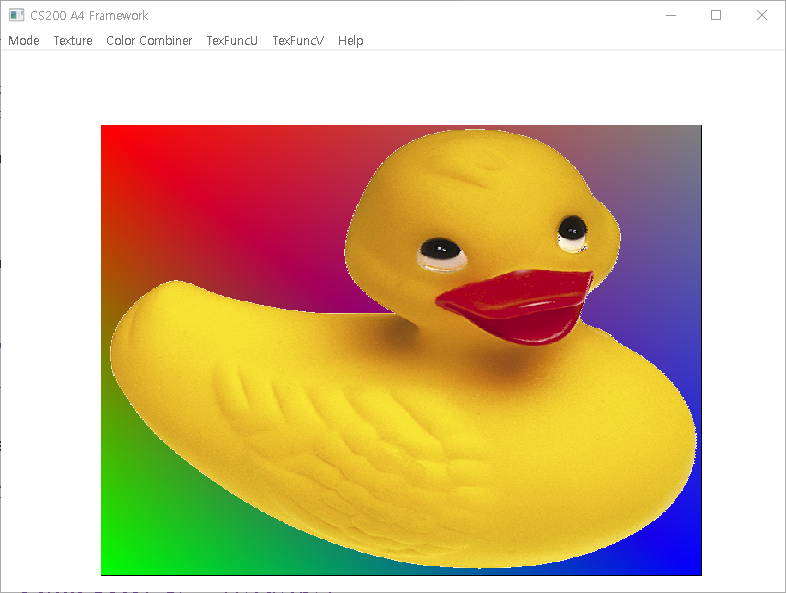 CS200 A4 Framework
Mode Texture Color Combiner TexFuncU TexFuncV Help